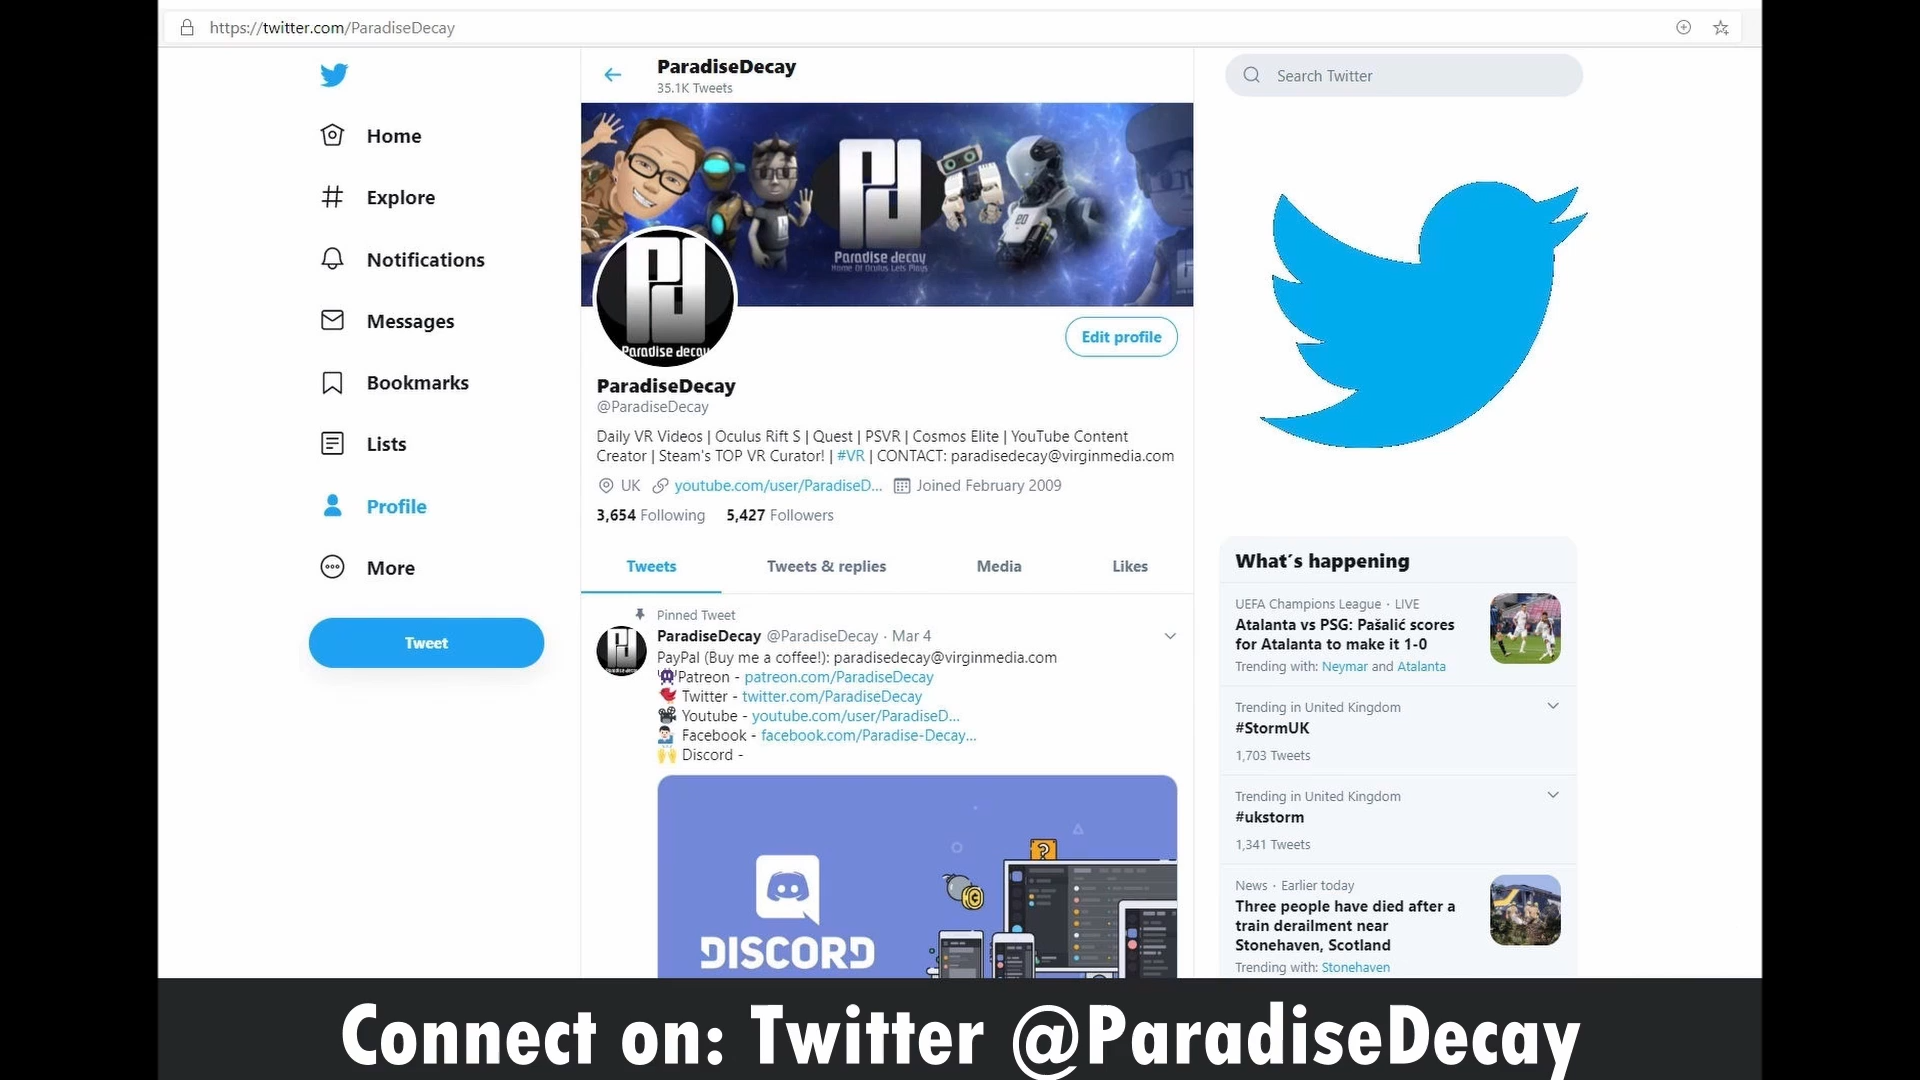 https://twitter.com/ParadiseDecay
ParadiseDecay
35.1K Tweets
Search Twitter
Home
Explore
Notifications
Messages
Bookmarks
Lists
Profile
More
Tweet
Paradise decay
Home Of Oculus Lets Plays
Paradise decay
Edit profile
ParadiseDecay
@ParadiseDecay
Daily VR Videos | Oculus Rift S | Quest | PSVR | Cosmos Elite | YouTube Content
Creator | Steam's TOP VR Curator! | #VR | CONTACT: paradisedecay@virginmedia.com
UK youtube.com/user/ParadiseD... Joined February 2009
3,654 Following 5,427 Followers
Tweets Tweets & replies Media Likes
Pinned Tweet
ParadiseDecay @ParadiseDecay · Mar 4
PayPal (Buy me a coffee!): paradisedecay@virginmedia.com
Patreon - patreon.com/ParadiseDecay
Twitter - twitter.com/ParadiseDecay
Youtube - youtube.com/user/ParadiseD...
Facebook - facebook.com/Paradise-Decay...
Discord -
DISCORD
What´s happening
UEFA Champions League · LIVE
Atalanta vs PSG: Pašalić scores
for Atalanta to make it 1-0
Trending with: Neymar and Atalanta
Trending in United Kingdom
#StormUK
1,703 Tweets
Trending in United Kingdom
#ukstorm
1,341 Tweets
News · Earlier today
Three people have died after a
train derailment near
Stonehaven, Scotland
Trending with: Stonehaven
Connect on: Twitter @ParadiseDecay